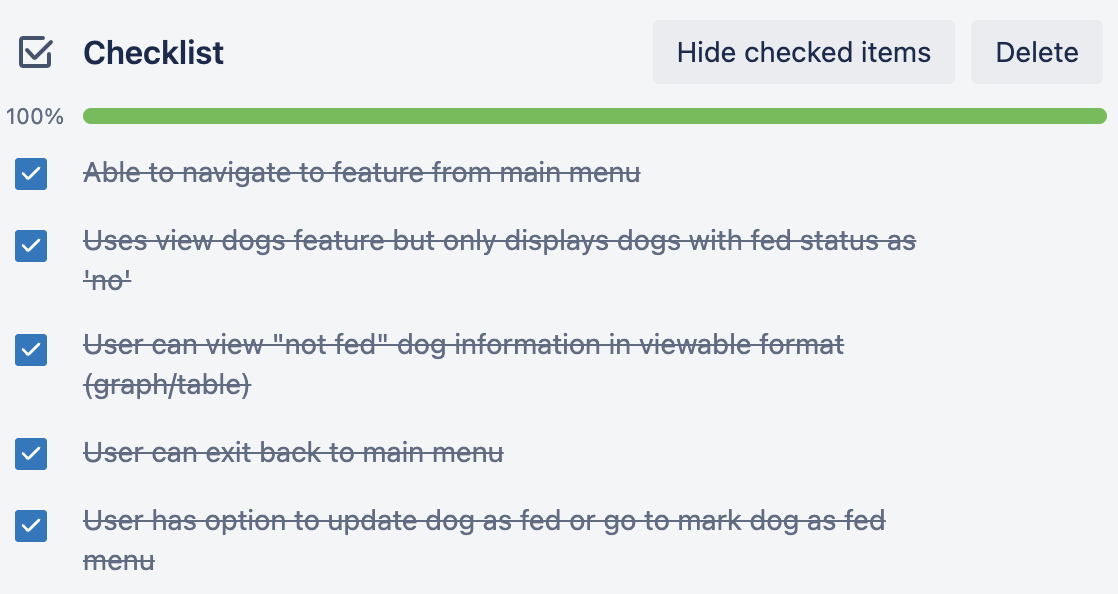 Checklist
Hide checked items
Delete
100%
Able to navigate to feature from main menu
Uses view dogs feature but only displays dogs with fed status as
'no'
User can view "not fed" dog information in viewable format
(graph/table)
User can exit back to main menu
User has option to update dog as fed or go to mark dog as fed
menu